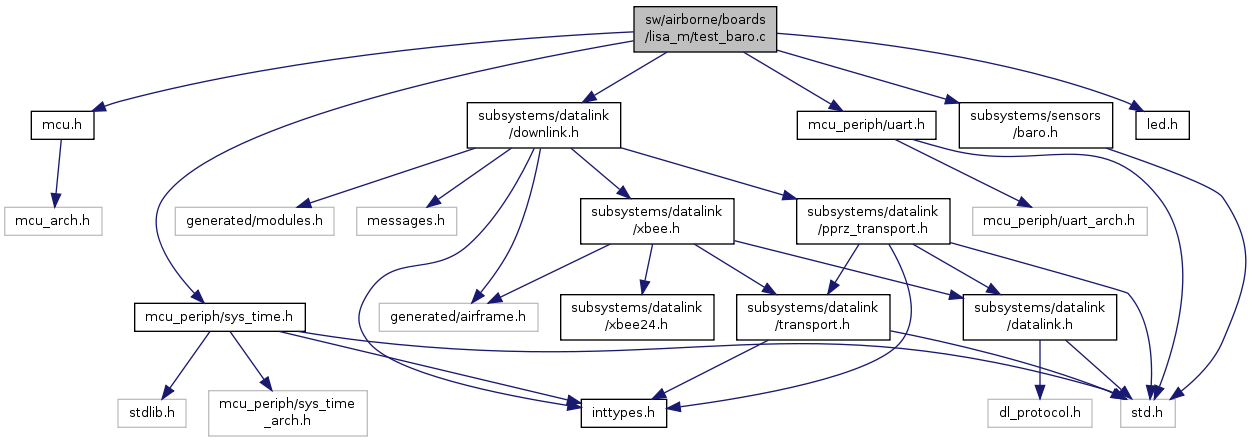 sw/airborne/boards
/lisa_m/test_baro.c
mcu.h
subsystems/datalink
/downlink.h
mcu_periph/uart.h
subsystems/sensors
/baro.h
led.h
mcu_arch.h
generated/modules.h
messages.h
subsystems/datalink
/xbee.h
subsystems/datalink
/pprz_transport.h
mcu_periph/uart_arch.h
mcu_periph/sys_time.h
generated/airframe.h
subsystems/datalink
/xbee24.h
subsystems/datalink
/transport.h
subsystems/datalink
/datalink.h
stdlib.h
mcu_periph/sys_time
_arch.h
inttypes.h
dl_protocol.h
std.h